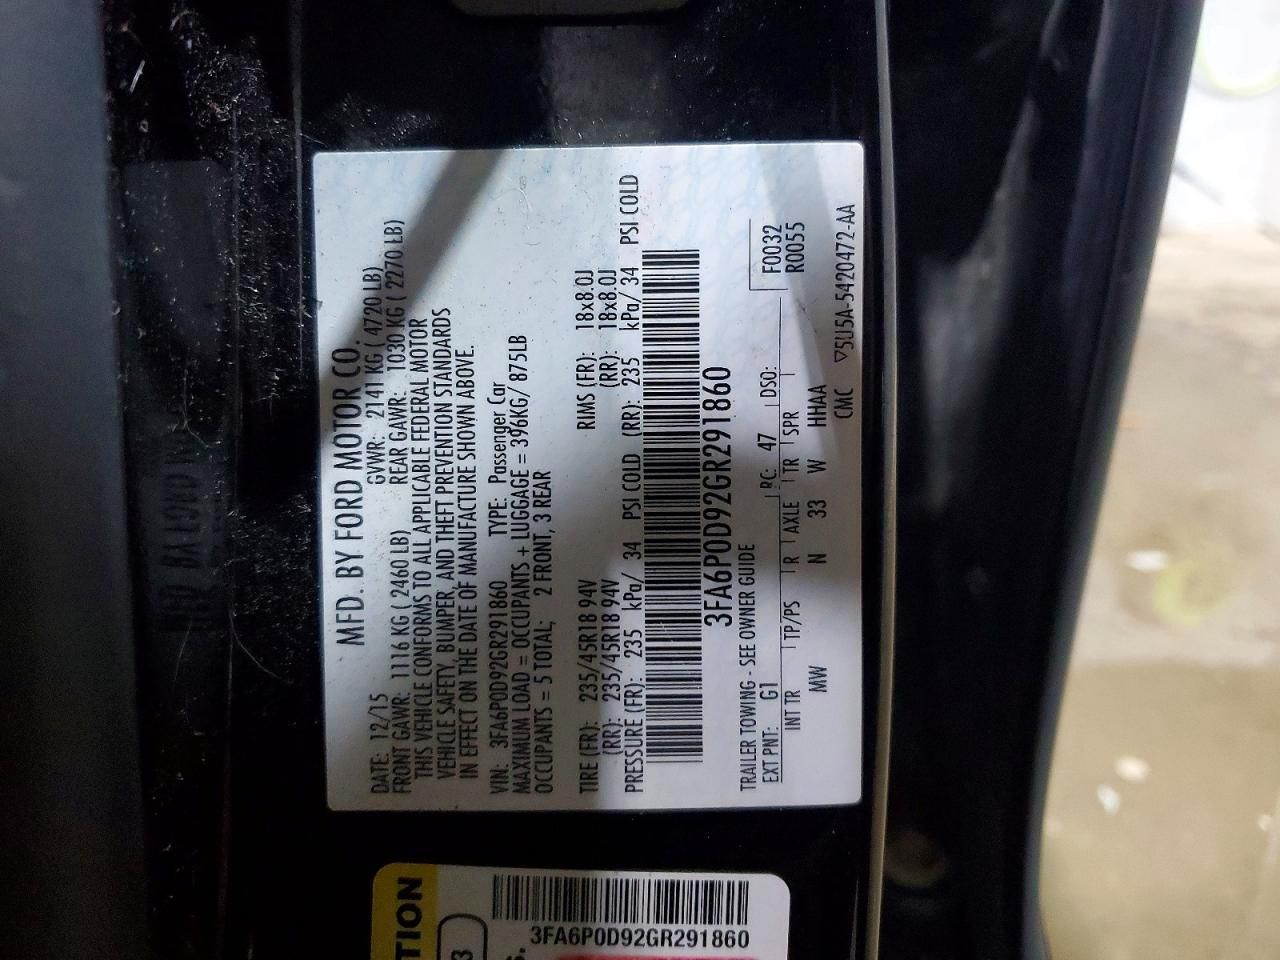 MFD. BY FORD MOTOR CO.
DATE: 12/15 GVWR: 2141 KG ( 4720 LB)
FRONT GAWR: 1116 KG ( 2460 LB) REAR GAWR: 1030 KG ( 2270 LB)
THIS VEHICLE CONFORMS TO ALL APPLICABLE FEDERAL MOTOR
VEHICLE SAFETY, BUMPER, AND THEFT PREVENTION STANDARDS
IN EFFECT ON THE DATE OF MANUFACTURE SHOWN ABOVE.
VIN: 3FA6P0D92GR291860 TYPE: Passenger Car
MAXIMUM LOAD = OCCUPANTS + LUGGAGE = 396KG/ 875LB
OCCUPANTS = 5 TOTAL; 2 FRONT, 3 REAR
TIRE (FR): 235/45R18 94V RIMS (FR): 18x8.0J
(RR): 235/45R18 94V (RR): 18x8.0J
PRESSURE (FR): 235 kPa/ 34 PSI COLD (RR): 235 kPa/ 34 PSI COLD
3FA6P0D92GR291860
F0032
R0055
TRAILER TOWING - SEE OWNER GUIDE
EXT PNT: G1 RC: 47 DSO:
INT TR TP/PS R AXLE TR SPR
MW N 33 W HHAA
CMC ▽5U5A-5420472-AA
TION
3
S.
3FA6P0D92GR291860